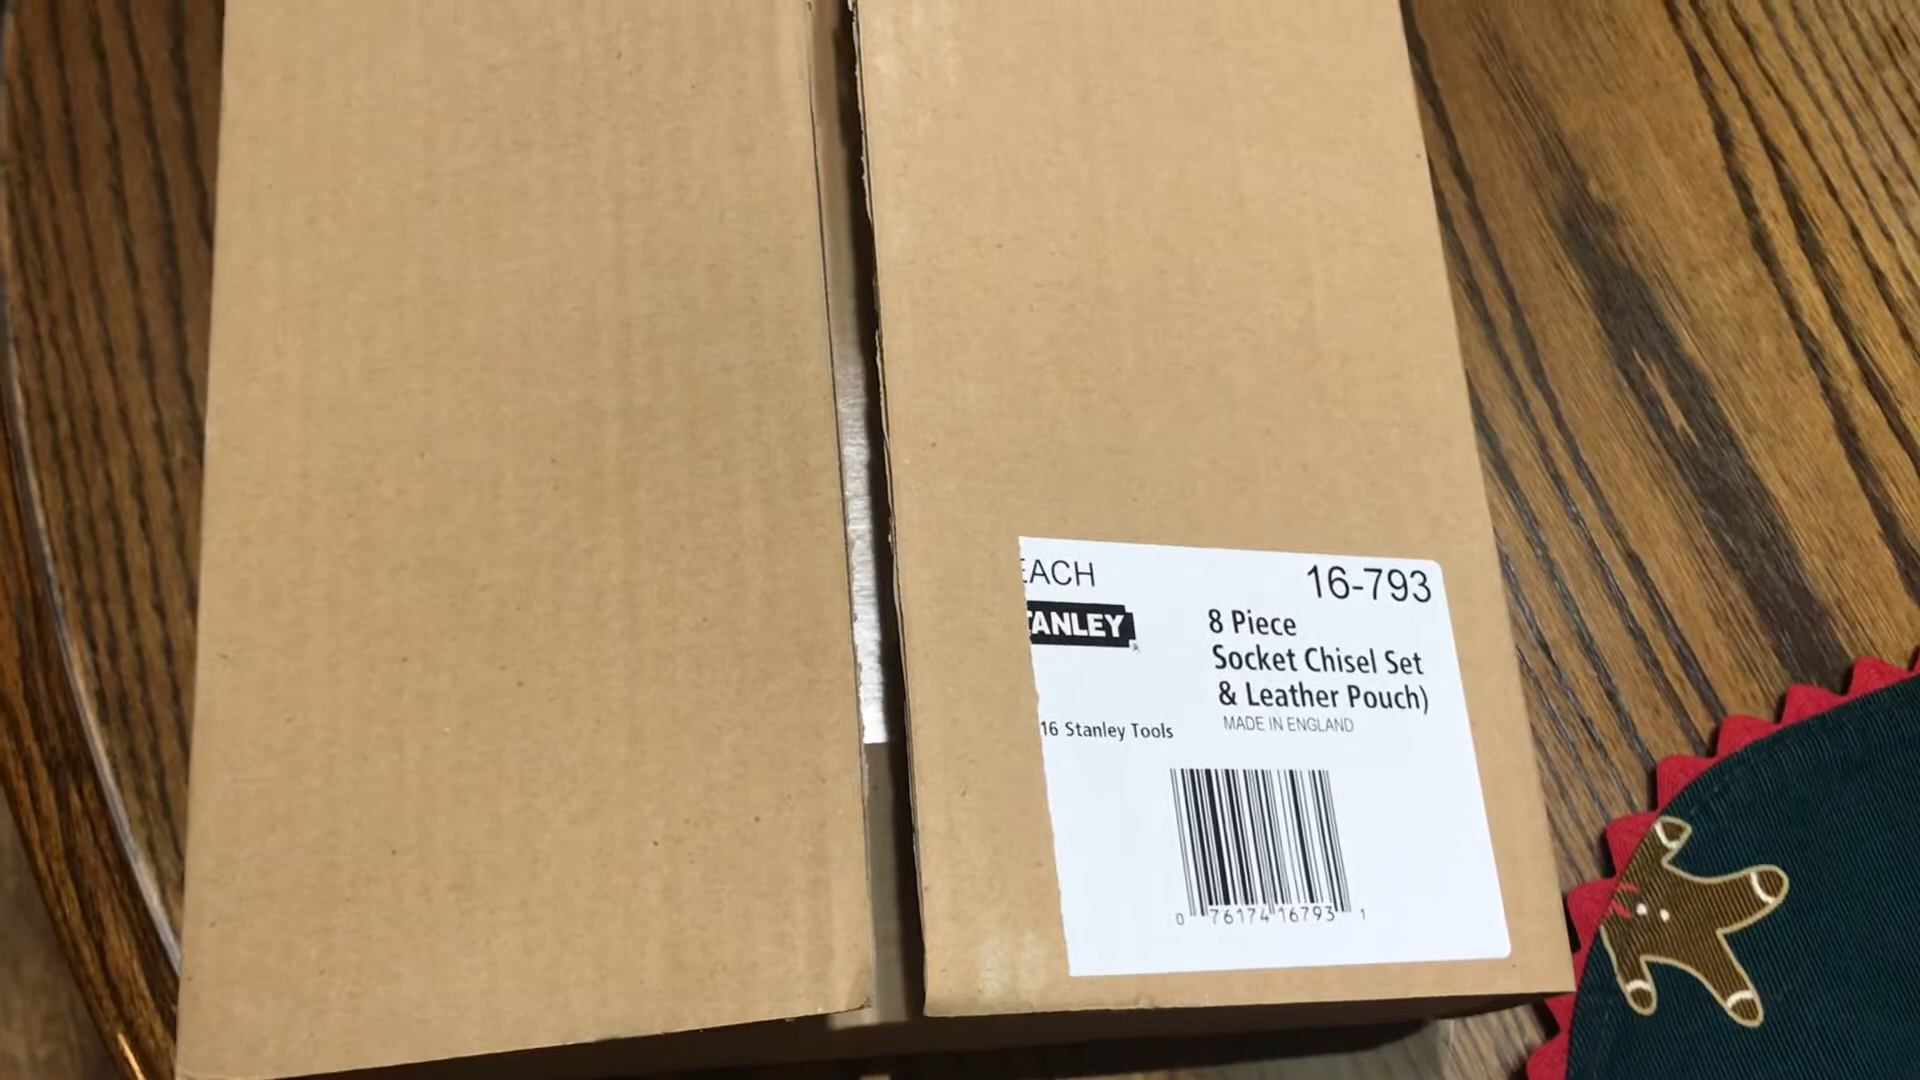 EACH
16-793
TANLEY
8 Piece
Socket Chisel Set
& Leather Pouch)
MADE IN ENGLAND
16 Stanley Tools
0 76174 16793 1